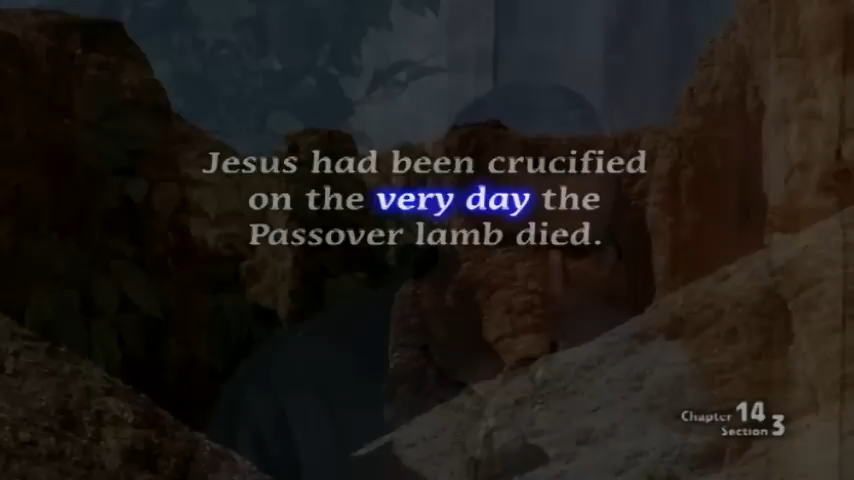 Jesus had been crucified
on the very day the
Passover lamb died.
Chapter 14
Section 3